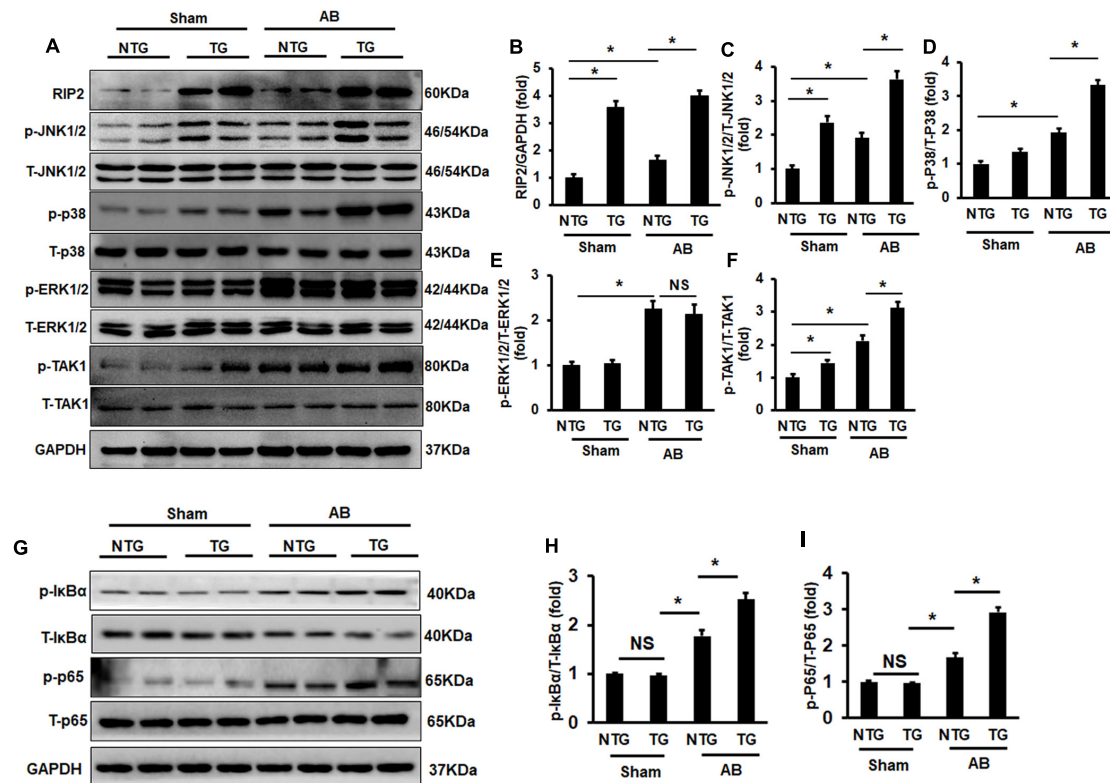 A
Sham
AB
NTG
TG
NTG
TG
RIP2
60KDa
p-JNK1/2
46/54KDa
T-JNK1/2
46/54KDa
p-p38
43KDa
T-p38
43KDa
p-ERK1/2
42/44KDa
T-ERK1/2
42/44KDa
p-TAK1
80KDa
T-TAK1
80KDa
GAPDH
37KDa
B
RIP2/GAPDH (fold)
5
4
3
2
1
0
*
*
*
NTG
TG
NTG
TG
Sham
AB
C
p-JNK1/2/T-JNK1/2
(fold)
4
3
2
1
0
*
*
*
NTG
TG
NTG
TG
Sham
AB
D
p-P38/T-P38 (fold)
4
3
2
1
0
*
*
NTG
TG
NTG
TG
Sham
AB
E
p-ERK1/2/T-ERK1/2
(fold)
3
2
1
0
*
NS
NTG
TG
NTG
TG
Sham
AB
F
p-TAK1/T-TAK1
(fold)
4
3
2
1
0
*
*
*
NTG
TG
NTG
TG
Sham
AB
G
Sham
AB
NTG
TG
NTG
TG
p-IκBα
40KDa
T-IκBα
40KDa
p-p65
65KDa
T-p65
65KDa
GAPDH
37KDa
H
p-IκBα/T-IκBα (fold)
3
2
1
0
NS
*
*
NTG
TG
NTG
TG
Sham
AB
I
p-P65/T-P65 (fold)
4
3
2
1
0
NS
*
*
NTG
TG
NTG
TG
Sham
AB